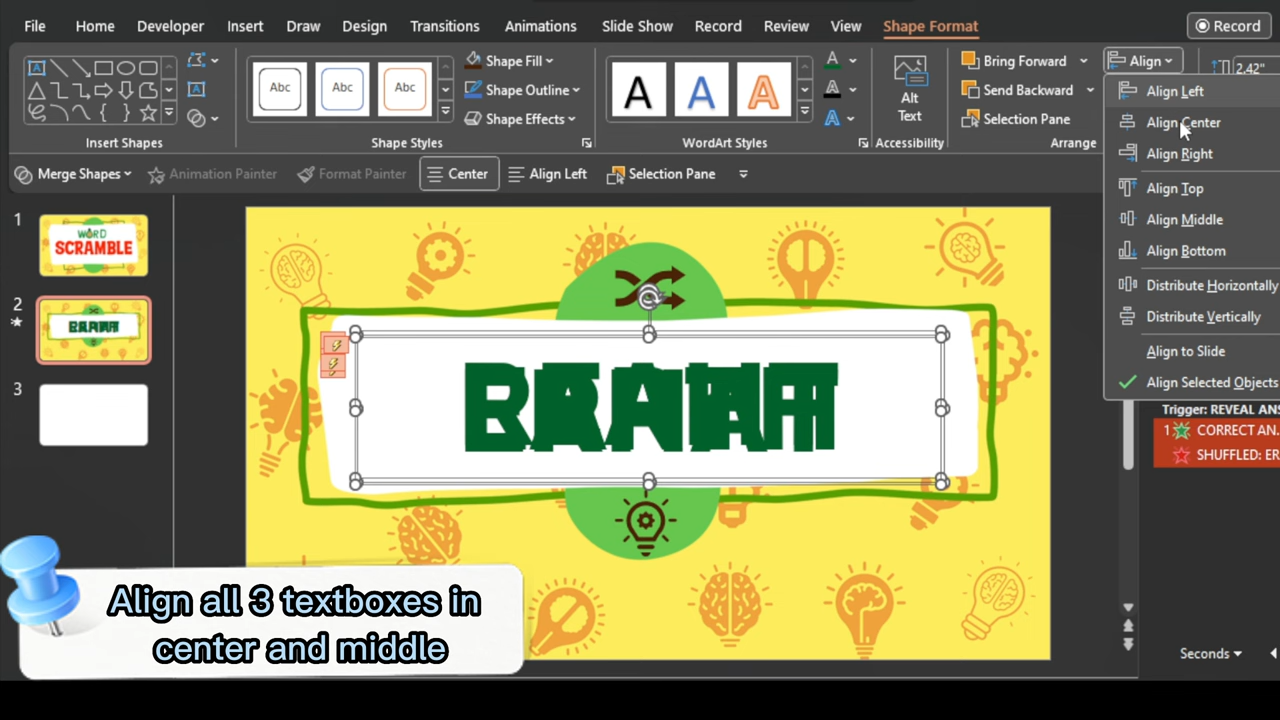 File Home Developer Insert Draw Design Transitions Animations Slide Show Record Review View Shape Format Record
Abc Abc Abc
Shape Fill
Shape Outline
Shape Effects
A A A
A
A
A
Alt
Text
Bring Forward
Send Backward
Selection Pane
Align
2.42"
Insert Shapes Shape Styles WordArt Styles Accessibility Arrange
Merge Shapes Animation Painter Format Painter Center Align Left Selection Pane
Align Left
Align Center
Align Right
Align Top
Align Middle
Align Bottom
Distribute Horizontally
Distribute Vertically
Align to Slide
Align Selected Objects
1
WORD
SCRAMBLE
2
3
Trigger: REVEAL ANS
1 CORRECT AN.
SHUFFLED: ER
Seconds
Align all 3 textboxes in
center and middle